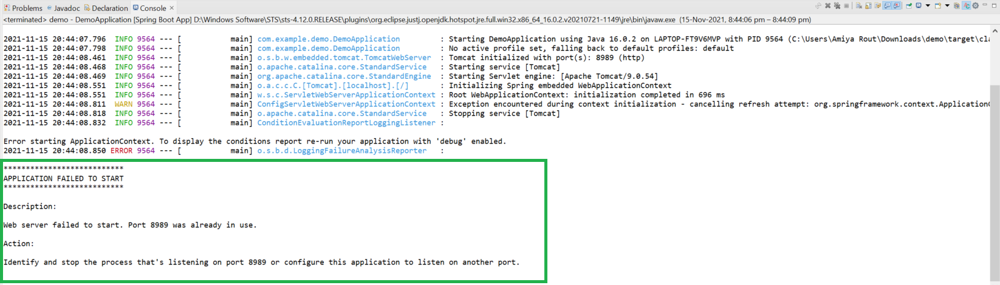 Problems @ Javadoc Declaration Console
<terminated> demo - DemoApplication [Spring Boot App] D:\Windows Software\STS\sts-4.12.0.RELEASE\plugins\org.eclipse.justj.openjdk.hotspot.jre.full.win32.x86_64_16.0.2.v20210721-1149\jre\bin\javaw.exe (15-Nov-2021, 8:44:06 pm – 8:44:09 pm)
2021-11-15 20:44:07.796 INFO 9564 --- [ main] com.example.demo.DemoApplication : Starting DemoApplication using Java 16.0.2 on LAPTOP-FT9V6MVP with PID 9564 (C:\Users\Amiya Rout\Downloads\demo\target\cla
2021-11-15 20:44:07.798 INFO 9564 --- [ main] com.example.demo.DemoApplication : No active profile set, falling back to default profiles: default
2021-11-15 20:44:08.461 INFO 9564 --- [ main] o.s.b.w.embedded.tomcat.TomcatWebServer : Tomcat initialized with port(s): 8989 (http)
2021-11-15 20:44:08.468 INFO 9564 --- [ main] o.apache.catalina.core.StandardService : Starting service [Tomcat]
2021-11-15 20:44:08.469 INFO 9564 --- [ main] org.apache.catalina.core.StandardEngine : Starting Servlet engine: [Apache Tomcat/9.0.54]
2021-11-15 20:44:08.551 INFO 9564 --- [ main] o.a.c.c.C.[Tomcat].[localhost].[/] : Initializing Spring embedded WebApplicationContext
2021-11-15 20:44:08.551 INFO 9564 --- [ main] w.s.c.ServletWebServerApplicationContext : Root WebApplicationContext: initialization completed in 696 ms
2021-11-15 20:44:08.811 WARN 9564 --- [ main] ConfigServletWebServerApplicationContext : Exception encountered during context initialization - cancelling refresh attempt: org.springframework.context.Application
2021-11-15 20:44:08.818 INFO 9564 --- [ main] o.apache.catalina.core.StandardService : Stopping service [Tomcat]
2021-11-15 20:44:08.832 INFO 9564 --- [ main] ConditionEvaluationReportLoggingListener :
Error starting ApplicationContext. To display the conditions report re-run your application with 'debug' enabled.
2021-11-15 20:44:08.850 ERROR 9564 --- [ main] o.s.b.d.LoggingFailureAnalysisReporter :
***************************
APPLICATION FAILED TO START
***************************
Description:
Web server failed to start. Port 8989 was already in use.
Action:
Identify and stop the process that's listening on port 8989 or configure this application to listen on another port.